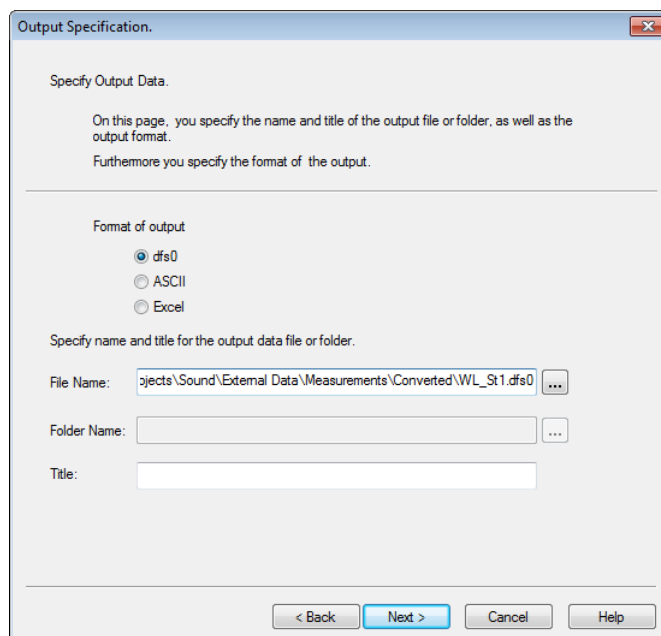 Output Specification.
Specify Output Data.
On this page, you specify the name and title of the output file or folder, as well as the
output format.
Furthermore you specify the format of the output.
Format of output
dfs0
ASCII
Excel
Specify name and title for the output data file or folder.
File Name: ojects\Sound\External Data\Measurements\Converted\WL_St1.dfs0 ...
Folder Name: ...
Title:
< Back Next > Cancel Help